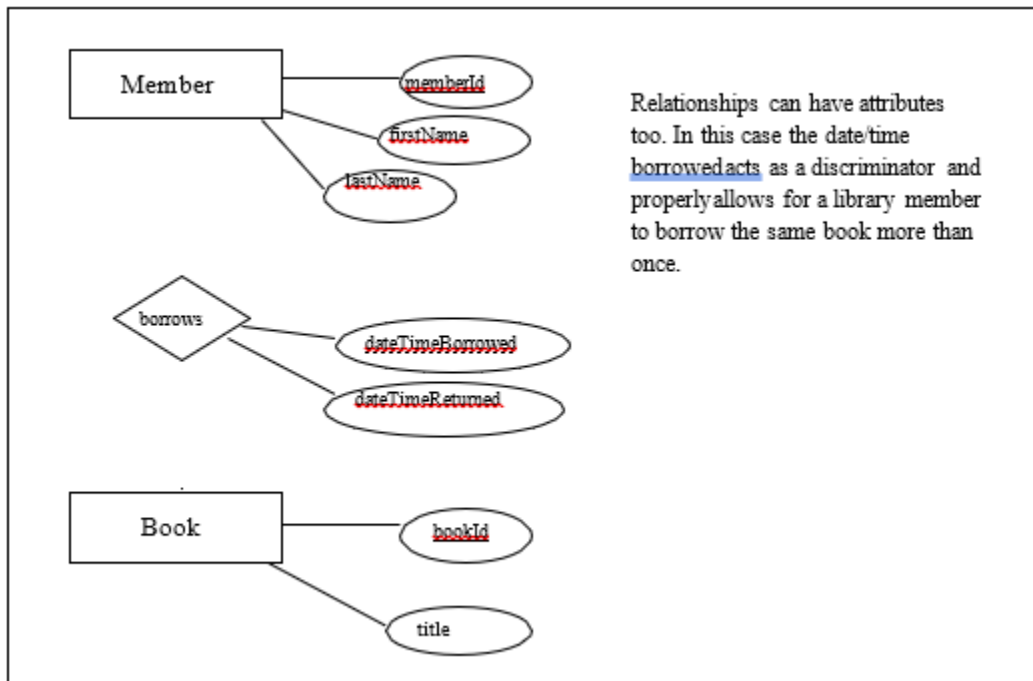 Member
memberId
firstName
lastName
Relationships can have attributes
too. In this case the date/time
borrowedacts as a discriminator and
properlyallows for a library member
to borrow the same book more than
once.
borrows
dateTimeBorrowed
dateTimeReturned
Book
bookId
title